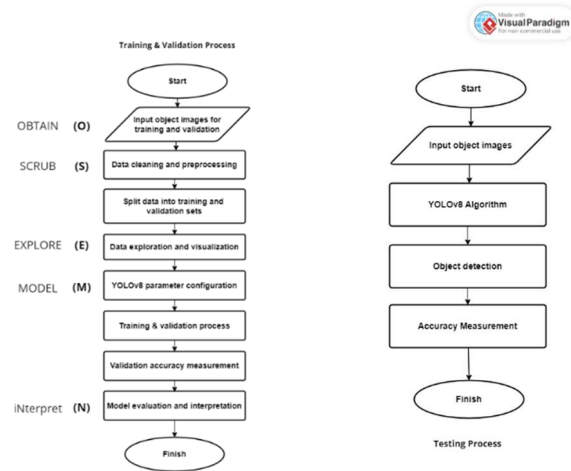 Made with
Visual Paradigm
For non-commercial use
Training & Validation Process
Start
OBTAIN (O)
Input object images for
training and validation
SCRUB (S)
Data cleaning and preprocessing
Split data into training and
validation sets
EXPLORE (E)
Data exploration and visualization
MODEL (M)
YOLOv8 parameter configuration
Training & validation process
Validation accuracy measurement
iNterpret (N)
Model evaluation and interpretation
Finish
Start
Input object images
YOLOv8 Algorithm
Object detection
Accuracy Measurement
Finish
Testing Process